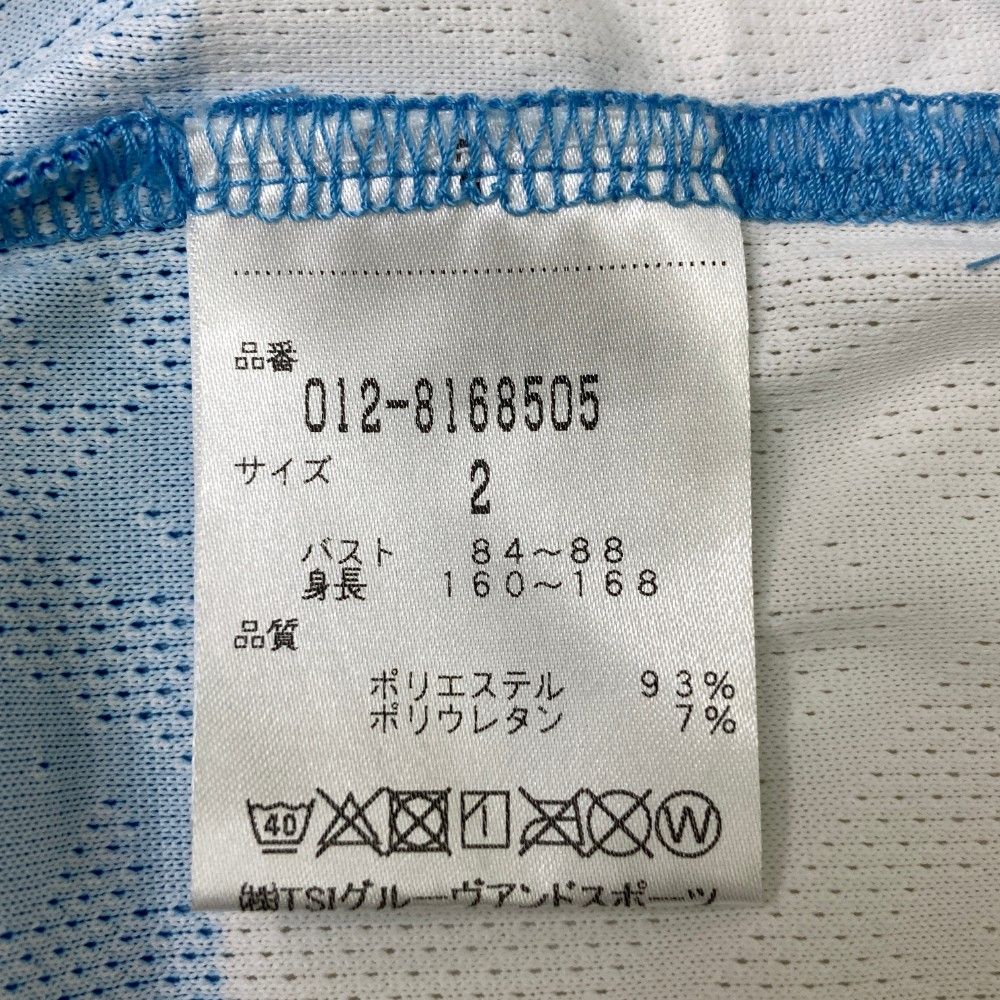 品番
012-8168505
サイズ
2
バスト 84〜88
身長 160〜168
品質
ポリエステル 93%
ポリウレタン 7%
40 W
㈱TSIグルーヴアンドスポーツ